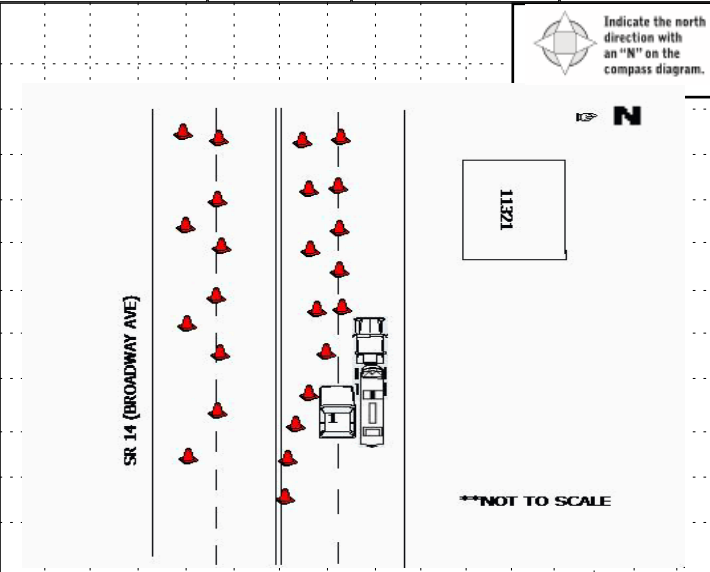 Indicate the north
direction with
an "N" on the
compass diagram.
☞ N
11321
SR 14 (BROADWAY AVE)
1
**NOT TO SCALE